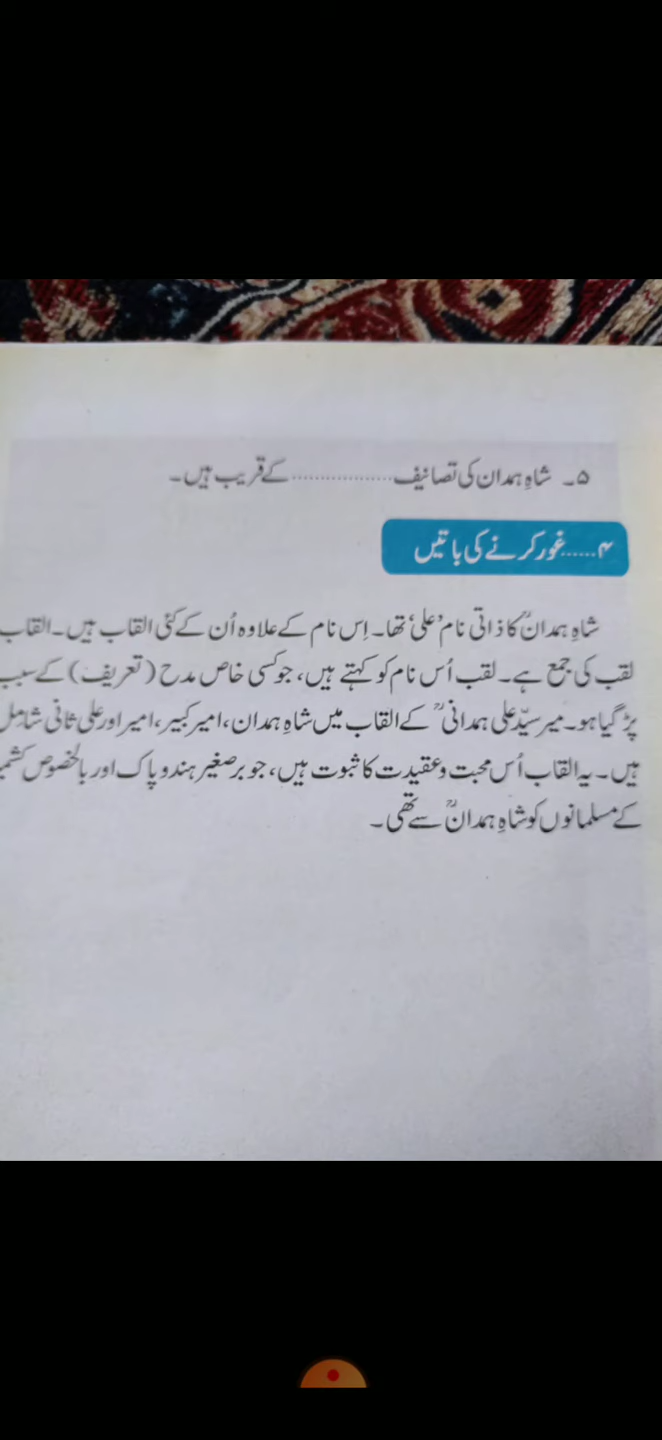 ۵۔ شاہِ ہمدان کی تصانیف.................کے قریب ہیں۔
۴......غور کرنے کی باتیں
شاہِ ہمدانؒ کا ذاتی نام ’علی‘ تھا۔ اِس نام کے علاوہ اُن کے کئی القاب ہیں۔ القاب
لقب کی جمع ہے۔ لقب اُس نام کو کہتے ہیں، جو کسی خاص مدح (تعریف) کے سبب
پڑ گیا ہو۔ میر سیّد علی ہمدانیؒ کے القاب میں شاہِ ہمدان، امیر کبیر، امیر اور علی ثانی شامل
ہیں۔ یہ القاب اُس محبت و عقیدت کا ثبوت ہیں، جو برصغیر ہندو پاک اور بالخصوص
کے مسلمانوں کو شاہِ ہمدانؒ سے تھی۔